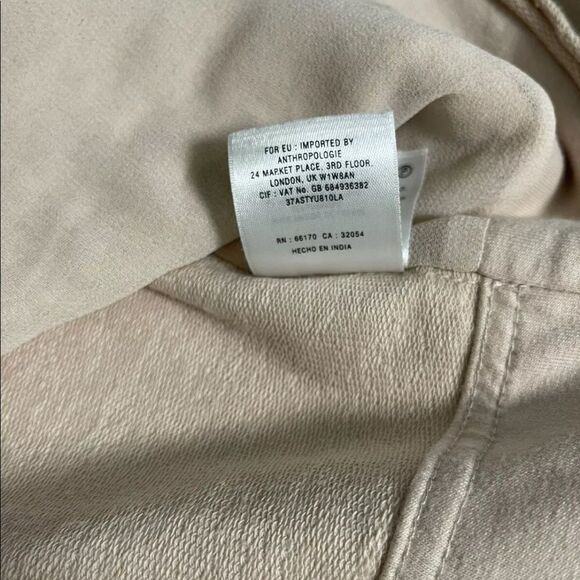 FOR EU : IMPORTED BY
ANTHROPOLOGIE
24 MARKET PLACE, 3RD FLOOR.
LONDON, UK W1W8AN
CIF : VAT No. GB 684936382
37ASTYU810LA
RN : 66170 CA : 32054
HECHO EN INDIA